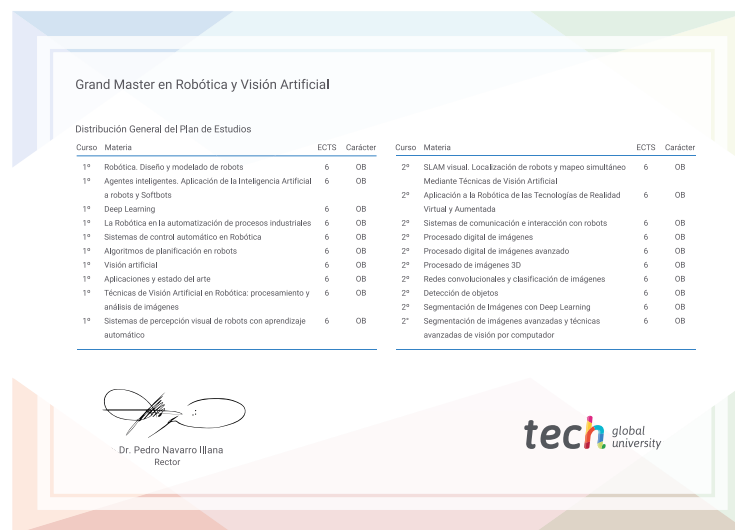 Grand Master en Robótica y Visión Artificial
Distribución General del Plan de Estudios
Curso Materia ECTS Carácter
1º Robótica. Diseño y modelado de robots 6 OB
1º Agentes inteligentes. Aplicación de la Inteligencia Artificial 6 OB
a robots y Softbots
1º Deep Learning 6 OB
1º La Robótica en la automatización de procesos industriales 6 OB
1º Sistemas de control automático en Robótica 6 OB
1º Algoritmos de planificación en robots 6 OB
1º Visión artificial 6 OB
1º Aplicaciones y estado del arte 6 OB
1º Técnicas de Visión Artificial en Robótica: procesamiento y 6 OB
análisis de imágenes
1º Sistemas de percepción visual de robots con aprendizaje 6 OB
automático
Curso Materia ECTS Carácter
2º SLAM visual. Localización de robots y mapeo simultáneo 6 OB
Mediante Técnicas de Visión Artificial
2º Aplicación a la Robótica de las Tecnologías de Realidad 6 OB
Virtual y Aumentada
2º Sistemas de comunicación e interacción con robots 6 OB
2º Procesado digital de imágenes 6 OB
2º Procesado digital de imágenes avanzado 6 OB
2º Procesado de imágenes 3D 6 OB
2º Redes convolucionales y clasificación de imágenes 6 OB
2º Detección de objetos 6 OB
2º Segmentación de Imágenes con Deep Learning 6 OB
2° Segmentación de imágenes avanzadas y técnicas 6 OB
avanzadas de visión por computador
Dr. Pedro Navarro Illana
Rector
tech global
university